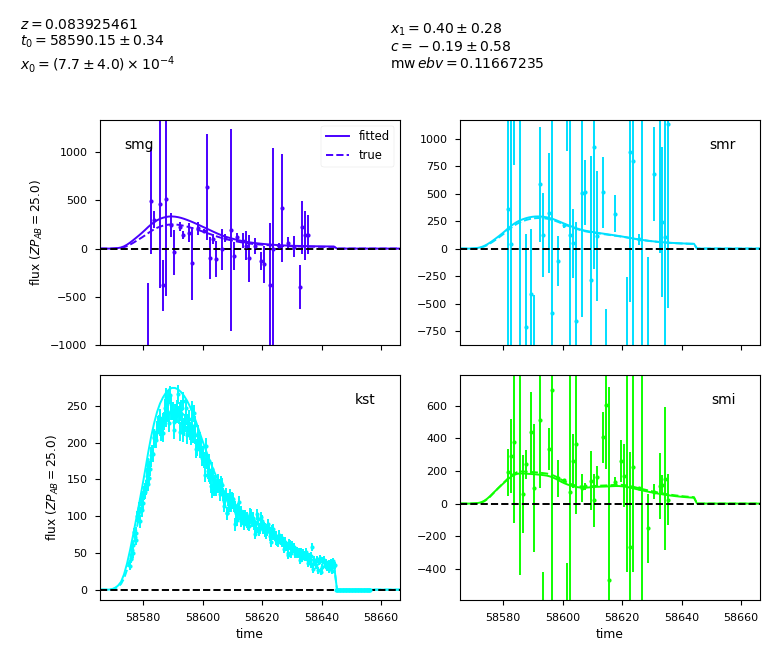 z = 0.083925461
t₀ = 58590.15 ± 0.34
x₀ = (7.7 ± 4.0) × 10⁻⁴
x₁ = 0.40 ± 0.28
c = −0.19 ± 0.58
mw ebv = 0.11667235
smg
fitted
true
1000
500
0
−500
−1000
flux (ZP_AB = 25.0)
smr
1000
750
500
250
0
−250
−500
−750
kst
250
200
150
100
50
0
flux (ZP_AB = 25.0)
58580 58600 58620 58640 58660
time
smi
600
400
200
0
−200
−400
58580 58600 58620 58640 58660
time